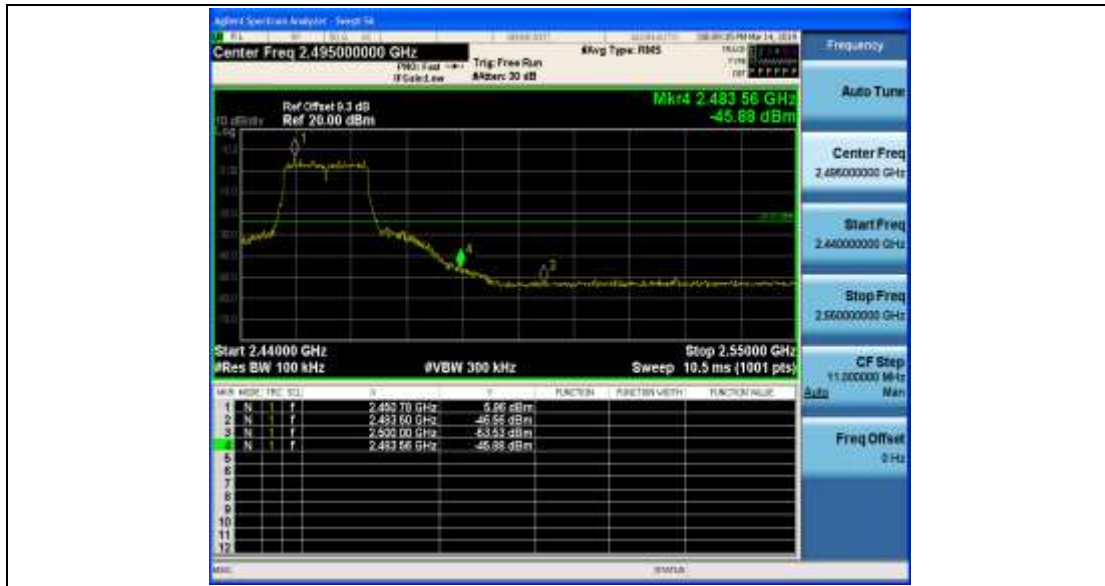 Agilent Spectrum Analyzer - Swept SA
Center Freq 2.495000000 GHz
#Avg Type: RMS
PNO: Fast
Trig: Free Run
IFGain:Low
#Atten: 30 dB
Frequency
Auto Tune
Mkr4 2.483 56 GHz
-45.88 dBm
Ref Offset 9.3 dB
10 dB/div
Ref 20.00 dBm
Log
Center Freq
2.495000000 GHz
Start Freq
2.440000000 GHz
Stop Freq
2.550000000 GHz
1
4
3
Start 2.44000 GHz
Stop 2.55000 GHz
#Res BW 100 kHz
#VBW 300 kHz
Sweep 10.5 ms (1001 pts)
CF Step
11.000000 MHz
Auto Man
MKR MODE TRC SCL X Y FUNCTION FUNCTION WIDTH FUNCTION VALUE
1 N 1 f 2.450 78 GHz 5.96 dBm
2 N 1 f 2.483 50 GHz -46.56 dBm
3 N 1 f 2.500 00 GHz -53.53 dBm
4 N 1 f 2.483 56 GHz -45.88 dBm
5
6
7
8
9
10
11
12
Freq Offset
0 Hz
MSG
STATUS